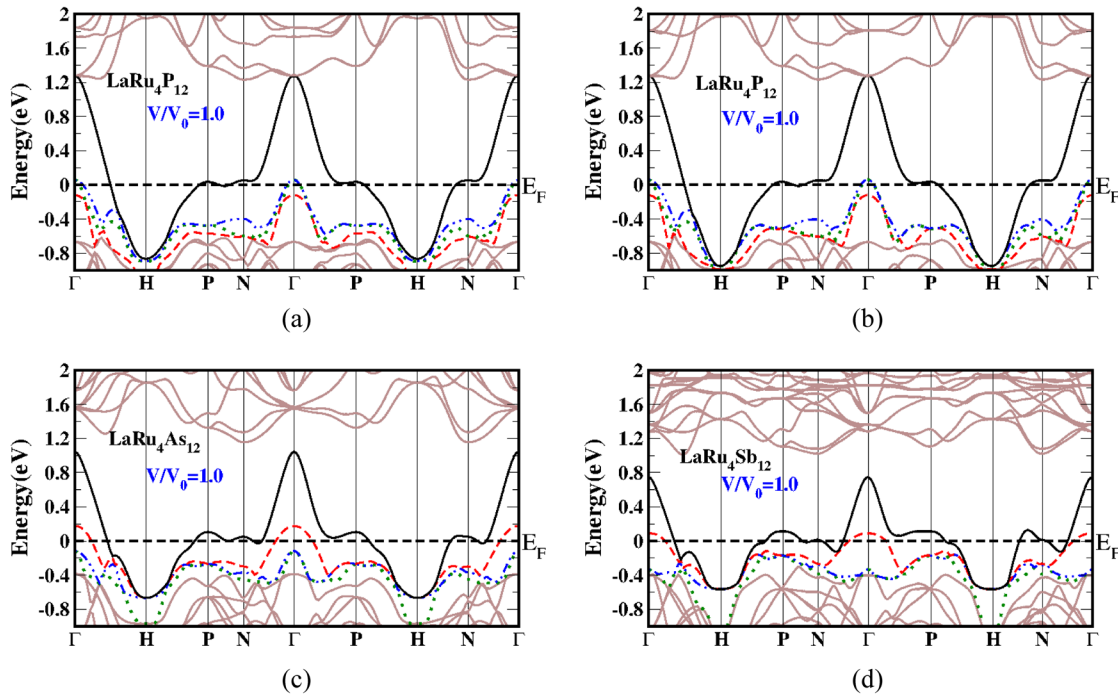 2
1.6
1.2
0.8
0.4
0
-0.4
-0.8
Energy(eV)
LaRu4P12
V/V0=1.0
EF
Γ H P N Γ P H N Γ
(a)
2
1.6
1.2
0.8
0.4
0
-0.4
-0.8
Energy(eV)
LaRu4P12
V/V0=1.0
EF
Γ H P N Γ P H N Γ
(b)
2
1.6
1.2
0.8
0.4
0
-0.4
-0.8
Energy(eV)
LaRu4As12
V/V0=1.0
EF
Γ H P N Γ P H N Γ
(c)
2
1.6
1.2
0.8
0.4
0
-0.4
-0.8
Energy(eV)
LaRu4Sb12
V/V0=1.0
EF
Γ H P N Γ P H N Γ
(d)